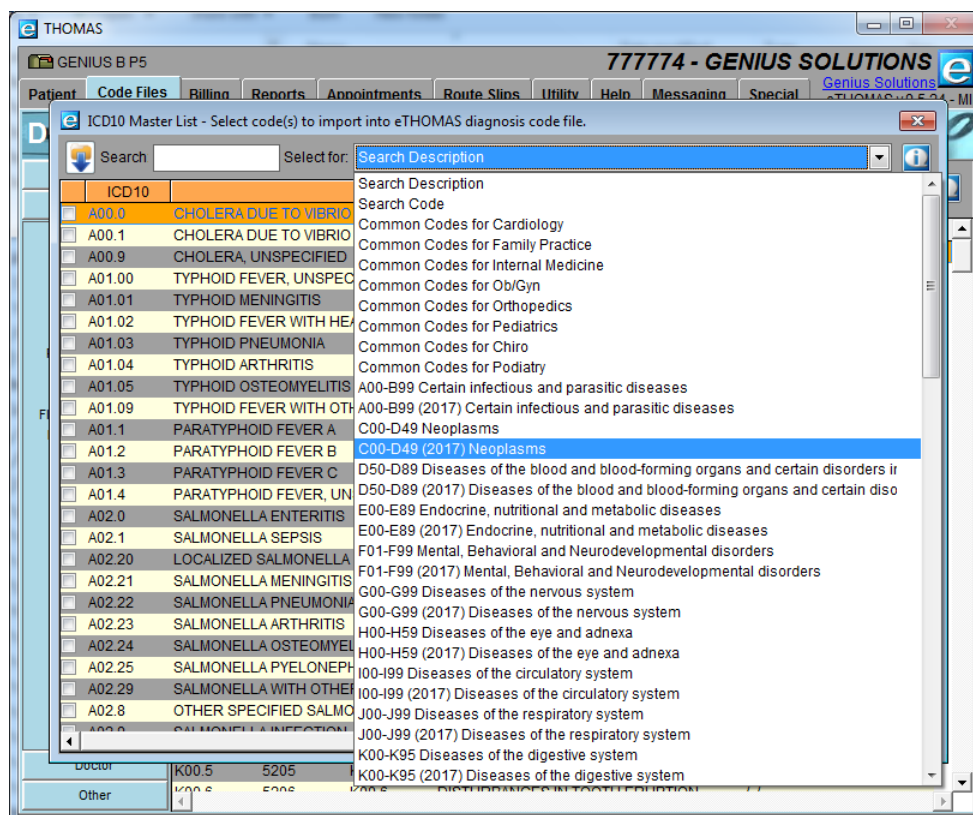 THOMAS
GENIUS B P5
777774 - GENIUS SOLUTIONS
Genius Solutions
Patient Code Files Billing Reports Appointments Route Slips Utility Help Messaging Special
ICD10 Master List - Select code(s) to import into eTHOMAS diagnosis code file.
Search Select for: Search Description
ICD10
A00.0 CHOLERA DUE TO VIBRIO
A00.1 CHOLERA DUE TO VIBRIO
A00.9 CHOLERA, UNSPECIFIED
A01.00 TYPHOID FEVER, UNSPEC
A01.01 TYPHOID MENINGITIS
A01.02 TYPHOID FEVER WITH HEA
A01.03 TYPHOID PNEUMONIA
A01.04 TYPHOID ARTHRITIS
A01.05 TYPHOID OSTEOMYELITIS
A01.09 TYPHOID FEVER WITH OTH
A01.1 PARATYPHOID FEVER A
A01.2 PARATYPHOID FEVER B
A01.3 PARATYPHOID FEVER C
A01.4 PARATYPHOID FEVER, UN
A02.0 SALMONELLA ENTERITIS
A02.1 SALMONELLA SEPSIS
A02.20 LOCALIZED SALMONELLA
A02.21 SALMONELLA MENINGITIS
A02.22 SALMONELLA PNEUMONIA
A02.23 SALMONELLA ARTHRITIS
A02.24 SALMONELLA OSTEOMYEL
A02.25 SALMONELLA PYELONEPH
A02.29 SALMONELLA WITH OTHER
A02.8 OTHER SPECIFIED SALMO
Search Description
Search Code
Common Codes for Cardiology
Common Codes for Family Practice
Common Codes for Internal Medicine
Common Codes for Ob/Gyn
Common Codes for Orthopedics
Common Codes for Pediatrics
Common Codes for Chiro
Common Codes for Podiatry
A00-B99 Certain infectious and parasitic diseases
A00-B99 (2017) Certain infectious and parasitic diseases
C00-D49 Neoplasms
C00-D49 (2017) Neoplasms
D50-D89 Diseases of the blood and blood-forming organs and certain disorders ir
D50-D89 (2017) Diseases of the blood and blood-forming organs and certain diso
E00-E89 Endocrine, nutritional and metabolic diseases
E00-E89 (2017) Endocrine, nutritional and metabolic diseases
F01-F99 Mental, Behavioral and Neurodevelopmental disorders
F01-F99 (2017) Mental, Behavioral and Neurodevelopmental disorders
G00-G99 Diseases of the nervous system
G00-G99 (2017) Diseases of the nervous system
H00-H59 Diseases of the eye and adnexa
H00-H59 (2017) Diseases of the eye and adnexa
I00-I99 Diseases of the circulatory system
I00-I99 (2017) Diseases of the circulatory system
J00-J99 Diseases of the respiratory system
J00-J99 (2017) Diseases of the respiratory system
K00-K95 Diseases of the digestive system
K00-K95 (2017) Diseases of the digestive system
Doctor K00.5 5205
Other